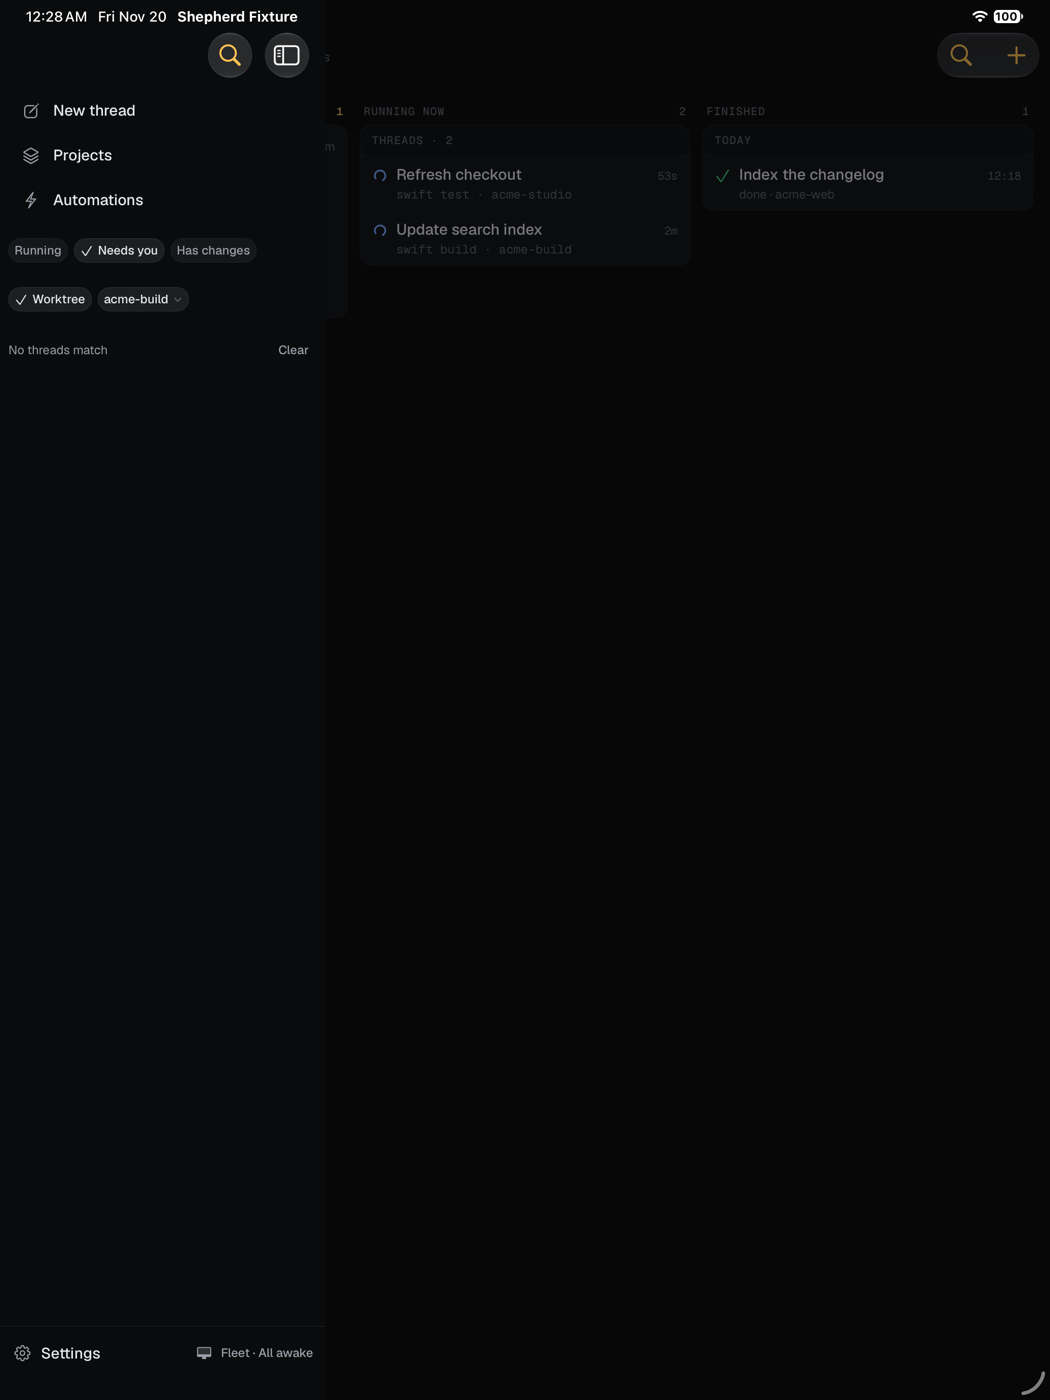 12:28 AM Fri Nov 20 Shepherd Fixture
100
New thread
Projects
Automations
Running
Needs you
Has changes
Worktree
acme-build
No threads match
Clear
s
1
m
RUNNING NOW 2
THREADS · 2
Refresh checkout 53s
swift test · acme-studio
Update search index 2m
swift build · acme-build
FINISHED 1
TODAY
Index the changelog 12:18
done · acme-web
Settings
Fleet · All awake